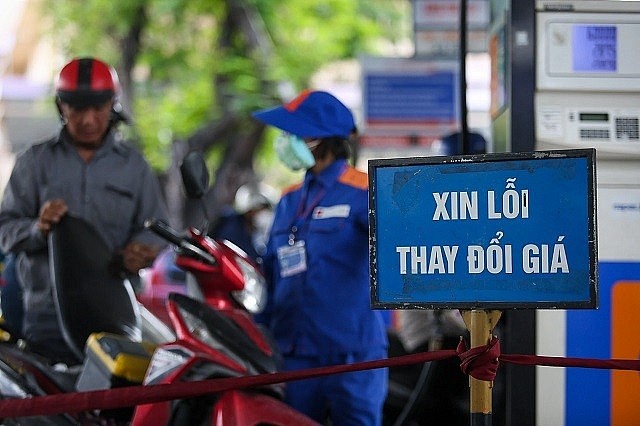 XIN LỖI
THAY ĐỔI GIÁ